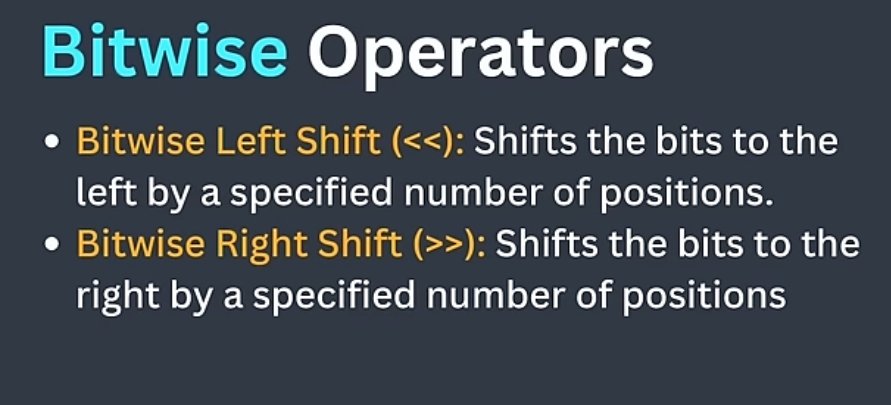 Bitwise Operators
• Bitwise Left Shift (<<): Shifts the bits to the
left by a specified number of positions.
• Bitwise Right Shift (>>): Shifts the bits to the
right by a specified number of positions